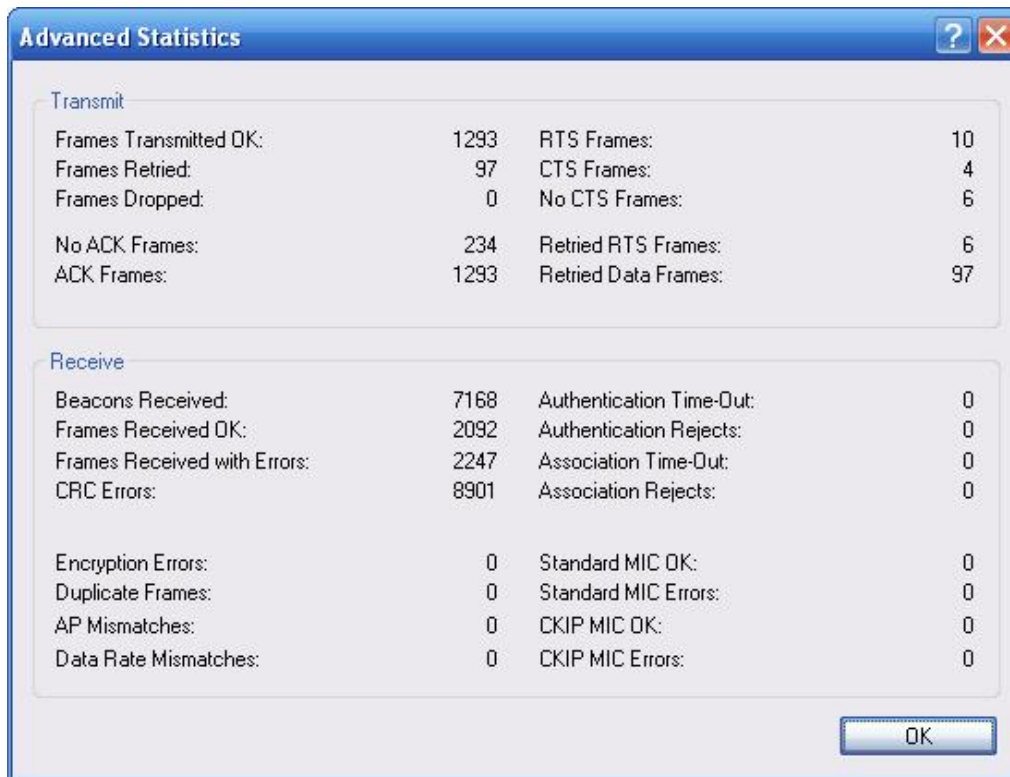 Advanced Statistics
Transmit
Frames Transmitted OK: 1293 RTS Frames: 10
Frames Retried: 97 CTS Frames: 4
Frames Dropped: 0 No CTS Frames: 6
No ACK Frames: 234 Retried RTS Frames: 6
ACK Frames: 1293 Retried Data Frames: 97
Receive
Beacons Received: 7168 Authentication Time-Out: 0
Frames Received OK: 2092 Authentication Rejects: 0
Frames Received with Errors: 2247 Association Time-Out: 0
CRC Errors: 8901 Association Rejects: 0
Encryption Errors: 0 Standard MIC OK: 0
Duplicate Frames: 0 Standard MIC Errors: 0
AP Mismatches: 0 CKIP MIC OK: 0
Data Rate Mismatches: 0 CKIP MIC Errors: 0
OK